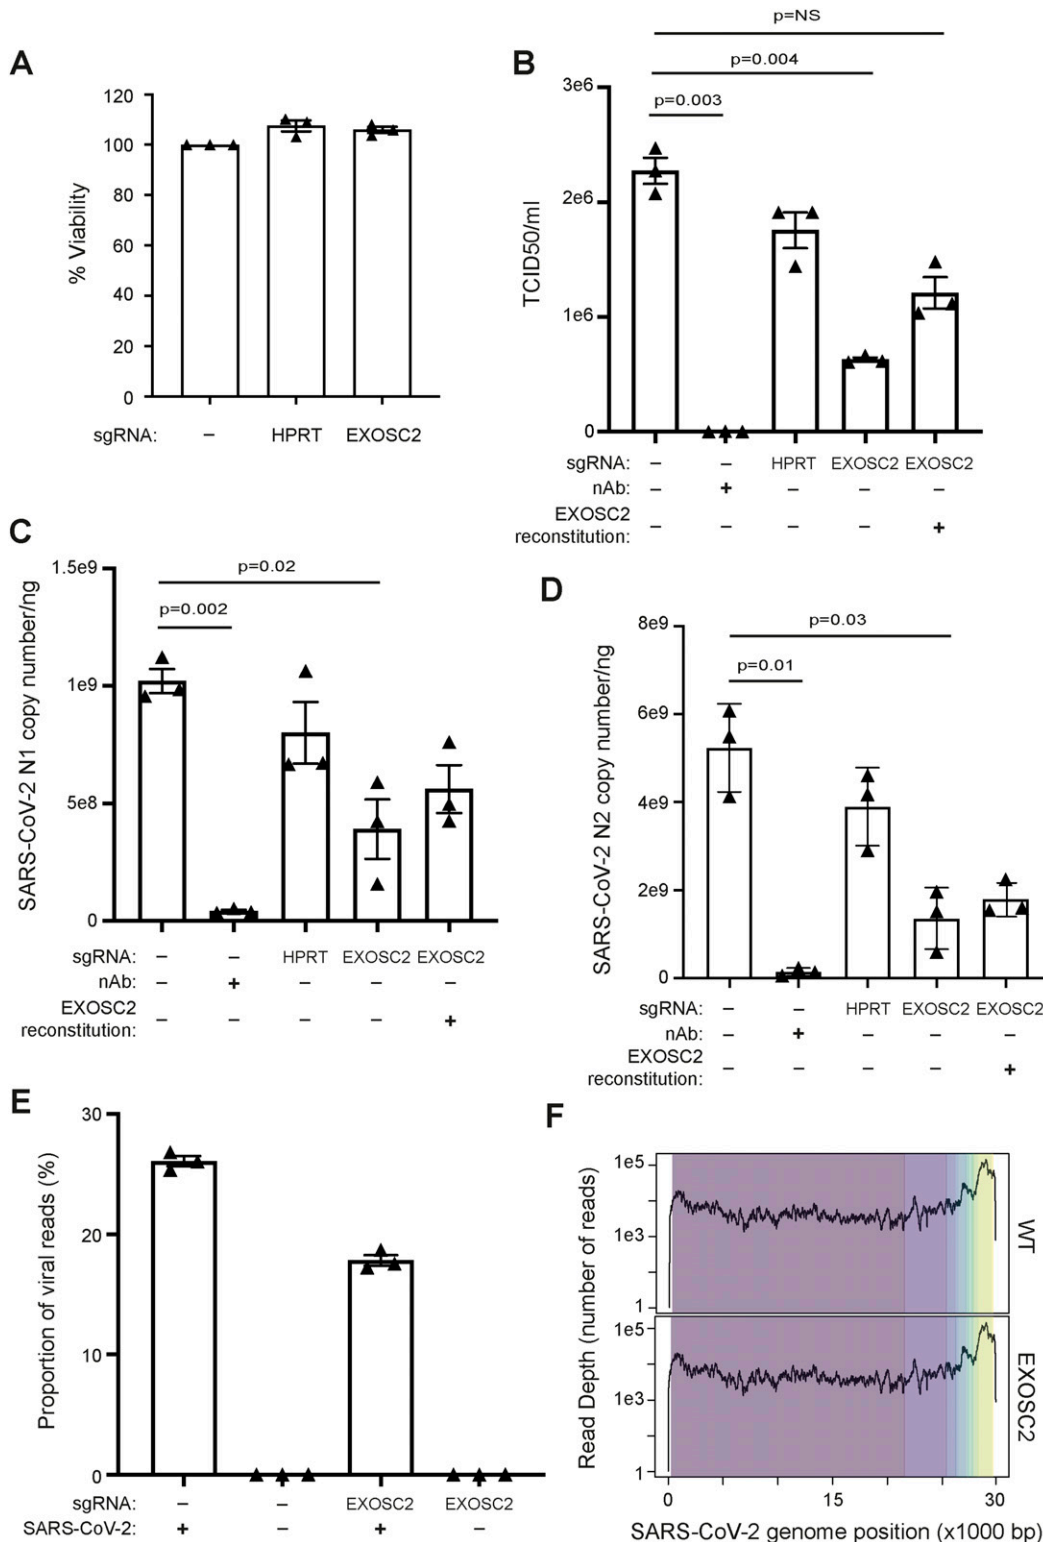 A
120
100
80
60
40
20
0
% Viability
sgRNA: – HPRT EXOSC2
B
p=NS
p=0.004
p=0.003
3e6
2e6
1e6
0
TCID50/ml
sgRNA: – – HPRT EXOSC2 EXOSC2
nAb: – + – – –
EXOSC2
reconstitution: – – – – +
C
1.5e9
1e9
5e8
0
p=0.02
p=0.002
SARS-CoV-2 N1 copy number/ng
sgRNA: – – HPRT EXOSC2 EXOSC2
nAb: – + – – –
EXOSC2
reconstitution: – – – – +
D
8e9
6e9
4e9
2e9
0
p=0.03
p=0.01
SARS-CoV-2 N2 copy number/ng
sgRNA: – – HPRT EXOSC2 EXOSC2
nAb: – + – – –
EXOSC2
reconstitution: – – – – +
E
30
20
10
0
Proportion of viral reads (%)
sgRNA: – – EXOSC2 EXOSC2
SARS-CoV-2: + – + –
F
1e5
1e3
1
WT
1e5
1e3
1
EXOSC2
Read Depth (number of reads)
0 15 30
SARS-CoV-2 genome position (x1000 bp)